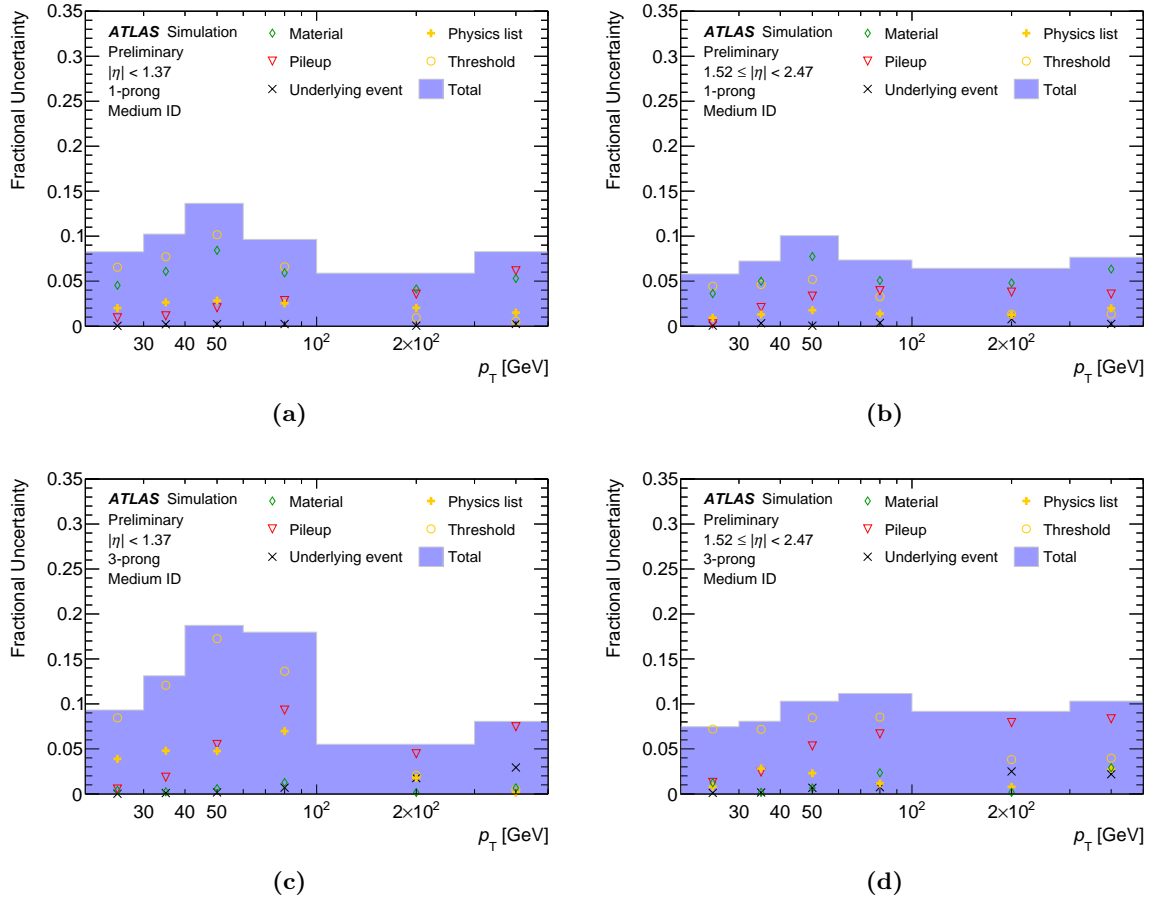 Fractional Uncertainty
0.35
0.3
0.25
0.2
0.15
0.1
0.05
0
ATLAS Simulation
Preliminary
|η| < 1.37
1-prong
Medium ID
Material
Pileup
Underlying event
Physics list
Threshold
Total
30 40 50 10² 2×10²
p_T [GeV]
(a)
Fractional Uncertainty
0.35
0.3
0.25
0.2
0.15
0.1
0.05
0
ATLAS Simulation
Preliminary
1.52 ≤ |η| < 2.47
1-prong
Medium ID
Material
Pileup
Underlying event
Physics list
Threshold
Total
30 40 50 10² 2×10²
p_T [GeV]
(b)
Fractional Uncertainty
0.35
0.3
0.25
0.2
0.15
0.1
0.05
0
ATLAS Simulation
Preliminary
|η| < 1.37
3-prong
Medium ID
Material
Pileup
Underlying event
Physics list
Threshold
Total
30 40 50 10² 2×10²
p_T [GeV]
(c)
Fractional Uncertainty
0.35
0.3
0.25
0.2
0.15
0.1
0.05
0
ATLAS Simulation
Preliminary
1.52 ≤ |η| < 2.47
3-prong
Medium ID
Material
Pileup
Underlying event
Physics list
Threshold
Total
30 40 50 10² 2×10²
p_T [GeV]
(d)